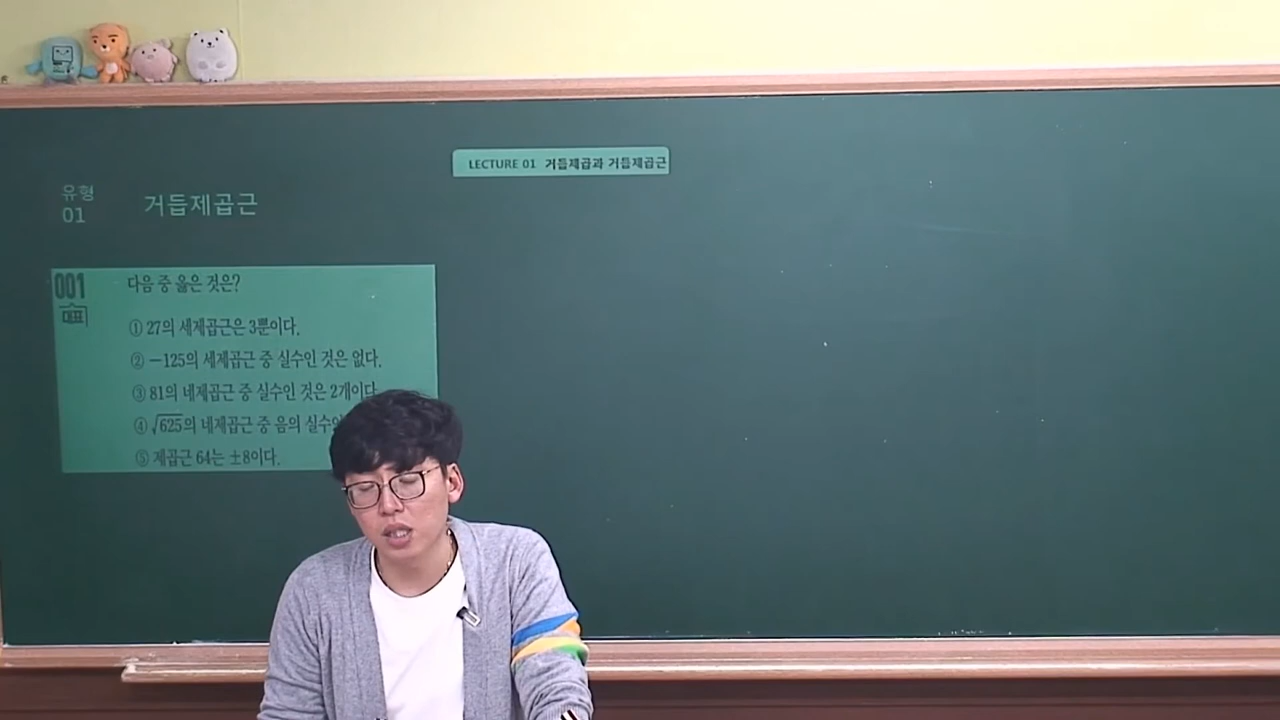 LECTURE 01 거듭제곱과 거듭제곱근
유형
01
거듭제곱근
001
대표
다음 중 옳은 것은?
① 27의 세제곱근은 3뿐이다.
② －125의 세제곱근 중 실수인 것은 없다.
③ 81의 네제곱근 중 실수인 것은 2개이다
④ √625의 네제곱근 중 음의
⑤ 제곱근 64는 ±8이다.